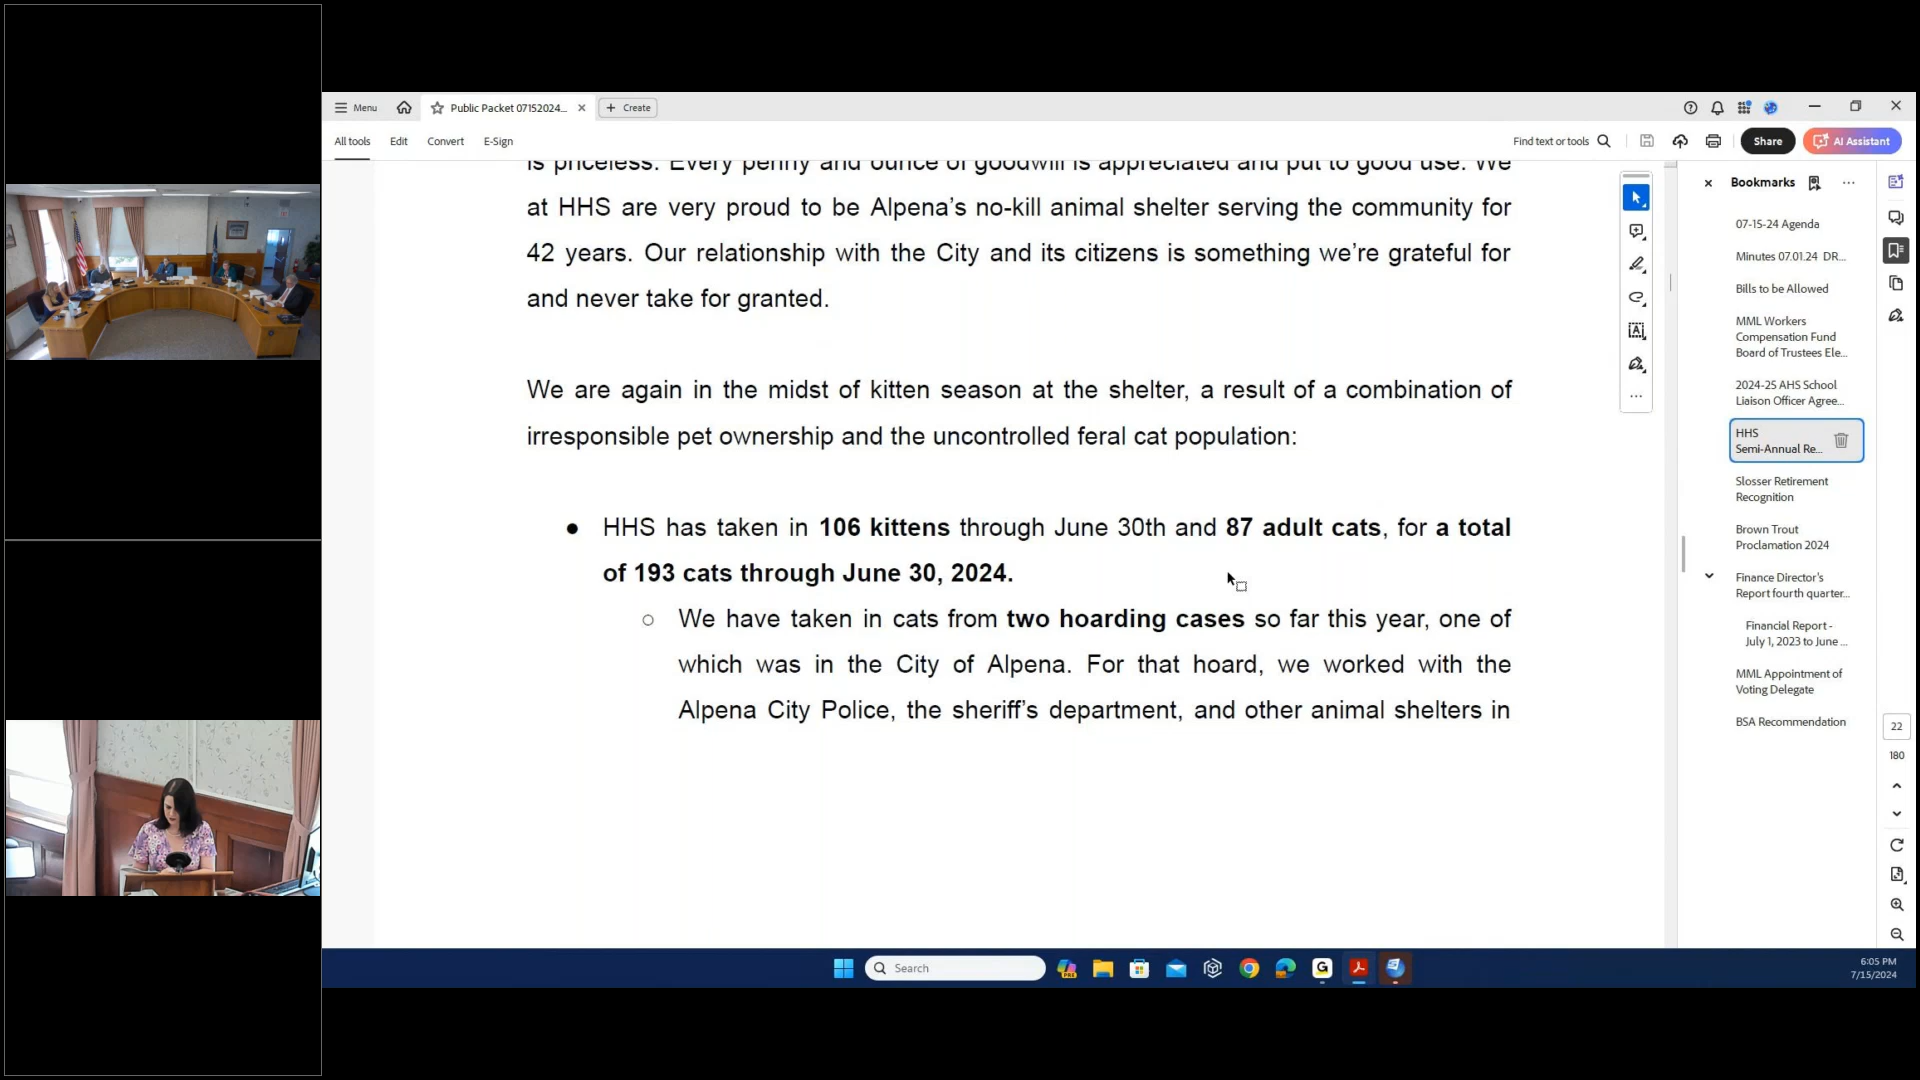 Menu
Public Packet 07152024...
Create
All tools
Edit
Convert
E-Sign
Find text or tools
Share
AI Assistant
is priceless. Every penny and ounce of goodwill is appreciated and put to good use. We
at HHS are very proud to be Alpena’s no-kill animal shelter serving the community for
42 years. Our relationship with the City and its citizens is something we’re grateful for
and never take for granted.
We are again in the midst of kitten season at the shelter, a result of a combination of
irresponsible pet ownership and the uncontrolled feral cat population:
● HHS has taken in 106 kittens through June 30th and 87 adult cats, for a total
of 193 cats through June 30, 2024.
○ We have taken in cats from two hoarding cases so far this year, one of
which was in the City of Alpena. For that hoard, we worked with the
Alpena City Police, the sheriff’s department, and other animal shelters in
Bookmarks
07-15-24 Agenda
Minutes 07.01.24 DR...
Bills to be Allowed
MML Workers
Compensation Fund
Board of Trustees Ele...
2024-25 AHS School
Liaison Officer Agree...
HHS
Semi-Annual Re...
Slosser Retirement
Recognition
Brown Trout
Proclamation 2024
Finance Director's
Report fourth quarter...
Financial Report -
July 1, 2023 to June ...
MML Appointment of
Voting Delegate
BSA Recommendation
22
180
Search
6:05 PM
7/15/2024